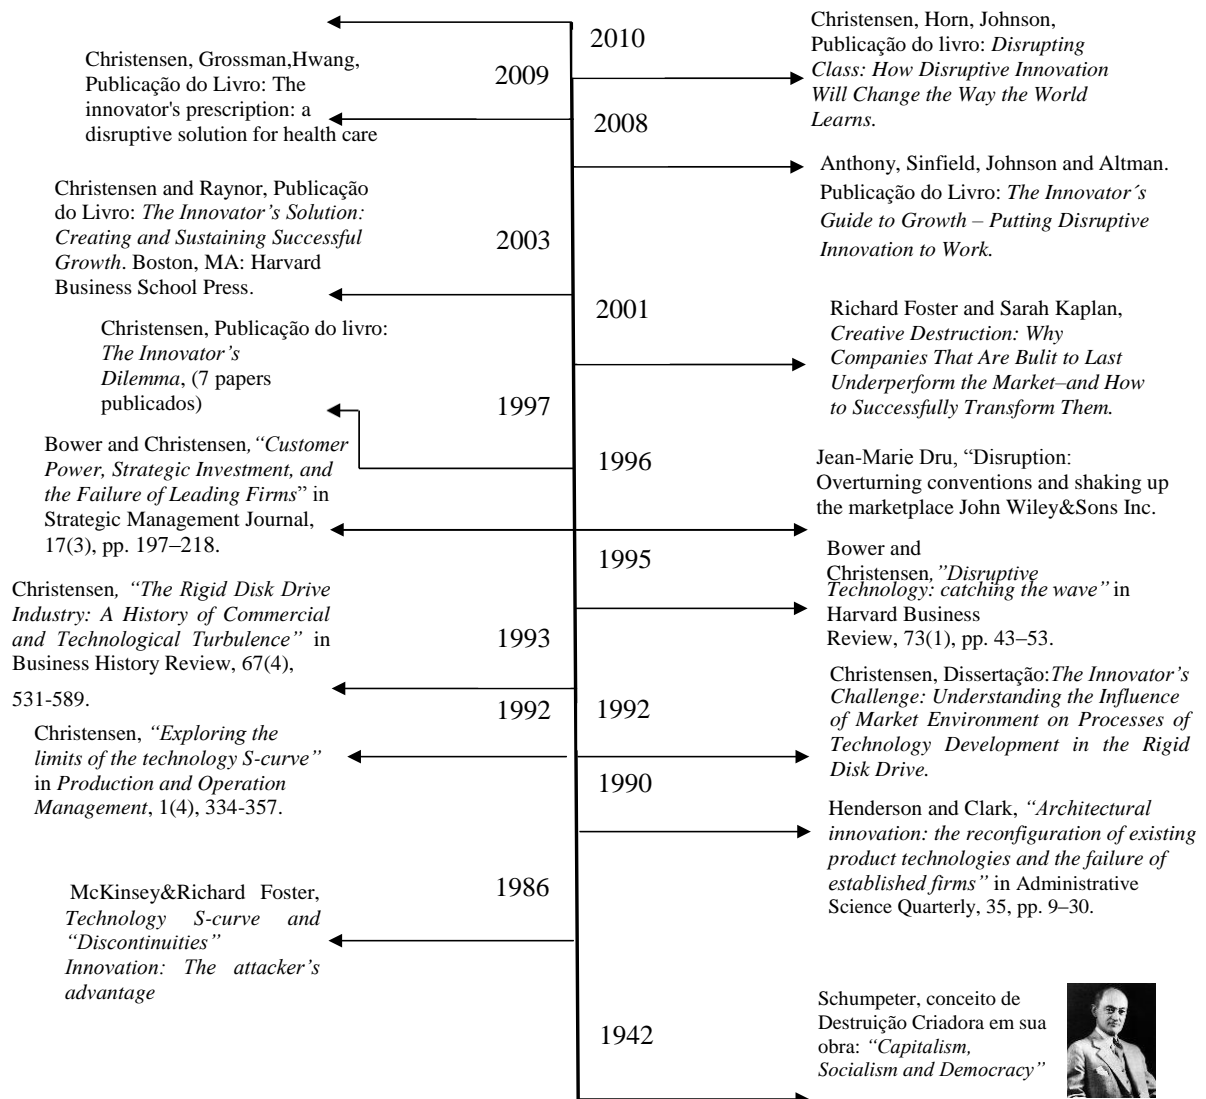 2010
Christensen, Horn, Johnson,
Publicação do livro: Disrupting
Class: How Disruptive Innovation
Will Change the Way the World
Learns.
2009
Christensen, Grossman,Hwang,
Publicação do Livro: The
innovator's prescription: a
disruptive solution for health care
2008
Anthony, Sinfield, Johnson and Altman.
Publicação do Livro: The Innovator´s
Guide to Growth – Putting Disruptive
Innovation to Work.
Christensen and Raynor, Publicação
do Livro: The Innovator’s Solution:
Creating and Sustaining Successful
Growth. Boston, MA: Harvard
Business School Press.
2003
2001
Richard Foster and Sarah Kaplan,
Creative Destruction: Why
Companies That Are Bulit to Last
Underperform the Market–and How
to Successfully Transform Them.
Christensen, Publicação do livro:
The Innovator’s
Dilemma, (7 papers
publicados)
1997
Bower and Christensen,“Customer
Power, Strategic Investment, and
the Failure of Leading Firms” in
Strategic Management Journal,
17(3), pp. 197–218.
1996
Jean-Marie Dru, “Disruption:
Overturning conventions and shaking up
the marketplace John Wiley&Sons Inc.
1995
Bower and
Christensen,”Disruptive
Technology: catching the wave” in
Harvard Business
Review, 73(1), pp. 43–53.
Christensen, “The Rigid Disk Drive
Industry: A History of Commercial
and Technological Turbulence” in
Business History Review, 67(4),
531-589.
1993
1992
1992
Christensen, Dissertação:The Innovator’s
Challenge: Understanding the Influence
of Market Environment on Processes of
Technology Development in the Rigid
Disk Drive.
Christensen, “Exploring the
limits of the technology S-curve”
in Production and Operation
Management, 1(4), 334-357.
1990
Henderson and Clark, “Architectural
innovation: the reconfiguration of existing
product technologies and the failure of
established firms” in Administrative
Science Quarterly, 35, pp. 9–30.
McKinsey&Richard Foster,
Technology S-curve and
“Discontinuities”
Innovation: The attacker’s
advantage
1986
1942
Schumpeter, conceito de
Destruição Criadora em sua
obra: “Capitalism,
Socialism and Democracy”